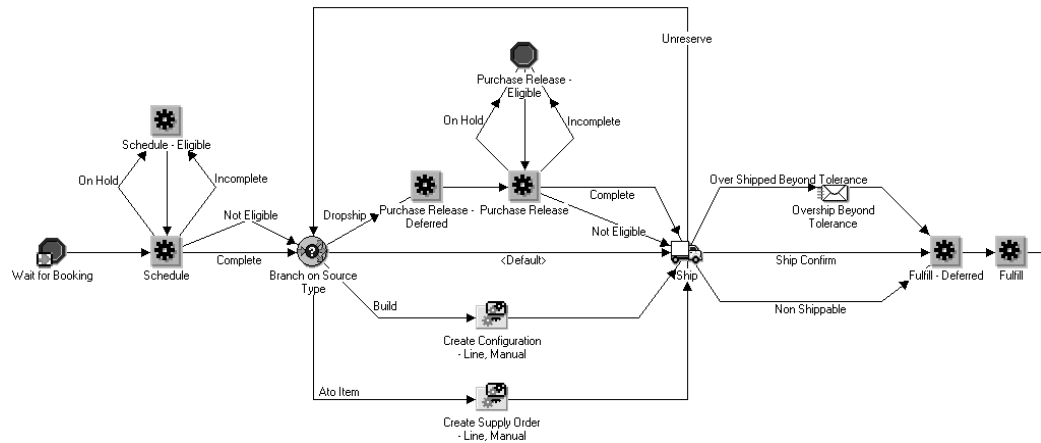 Unreserve
Purchase Release -
Eligible
On Hold
Incomplete
Schedule - Eligible
On Hold
Incomplete
Not Eligible
Complete
Wait for Booking
Schedule
Dropship
Purchase Release -
Deferred
Purchase Release
Complete
Not Eligible
Branch on Source
Type
<Default>
Ship
Over Shipped Beyond Tolerance
Overship Beyond
Tolerance
Ship Confirm
Non Shippable
Fulfill - Deferred
Fulfill
Build
Create Configuration
- Line, Manual
Ato Item
Create Supply Order
- Line, Manual